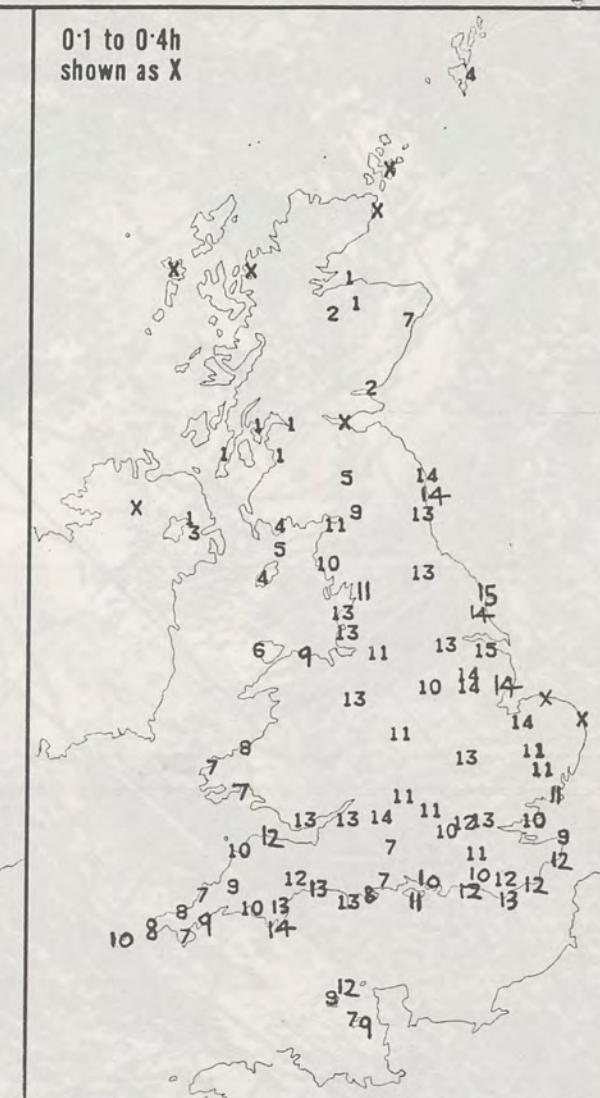 0·1 to 0·4h
shown as X
4
X
X
X X
1
2 1 7
2
1 1 X
1 1
5 14
14
X 1 9 13
3 4 11
5
10 13
4 11
15
13 14
13
6 9 11 13 15
14
13 10 14 14 X
X
14
11
8 11
7 13 11
7 11 11
13 13 14 11 10 12 13 10
12 9
10 7 11 12
9 12 13 7 10 10 12 12
7 13 8 11 12 13
8 10 13
9 14
10 8 7
12
9
7 9